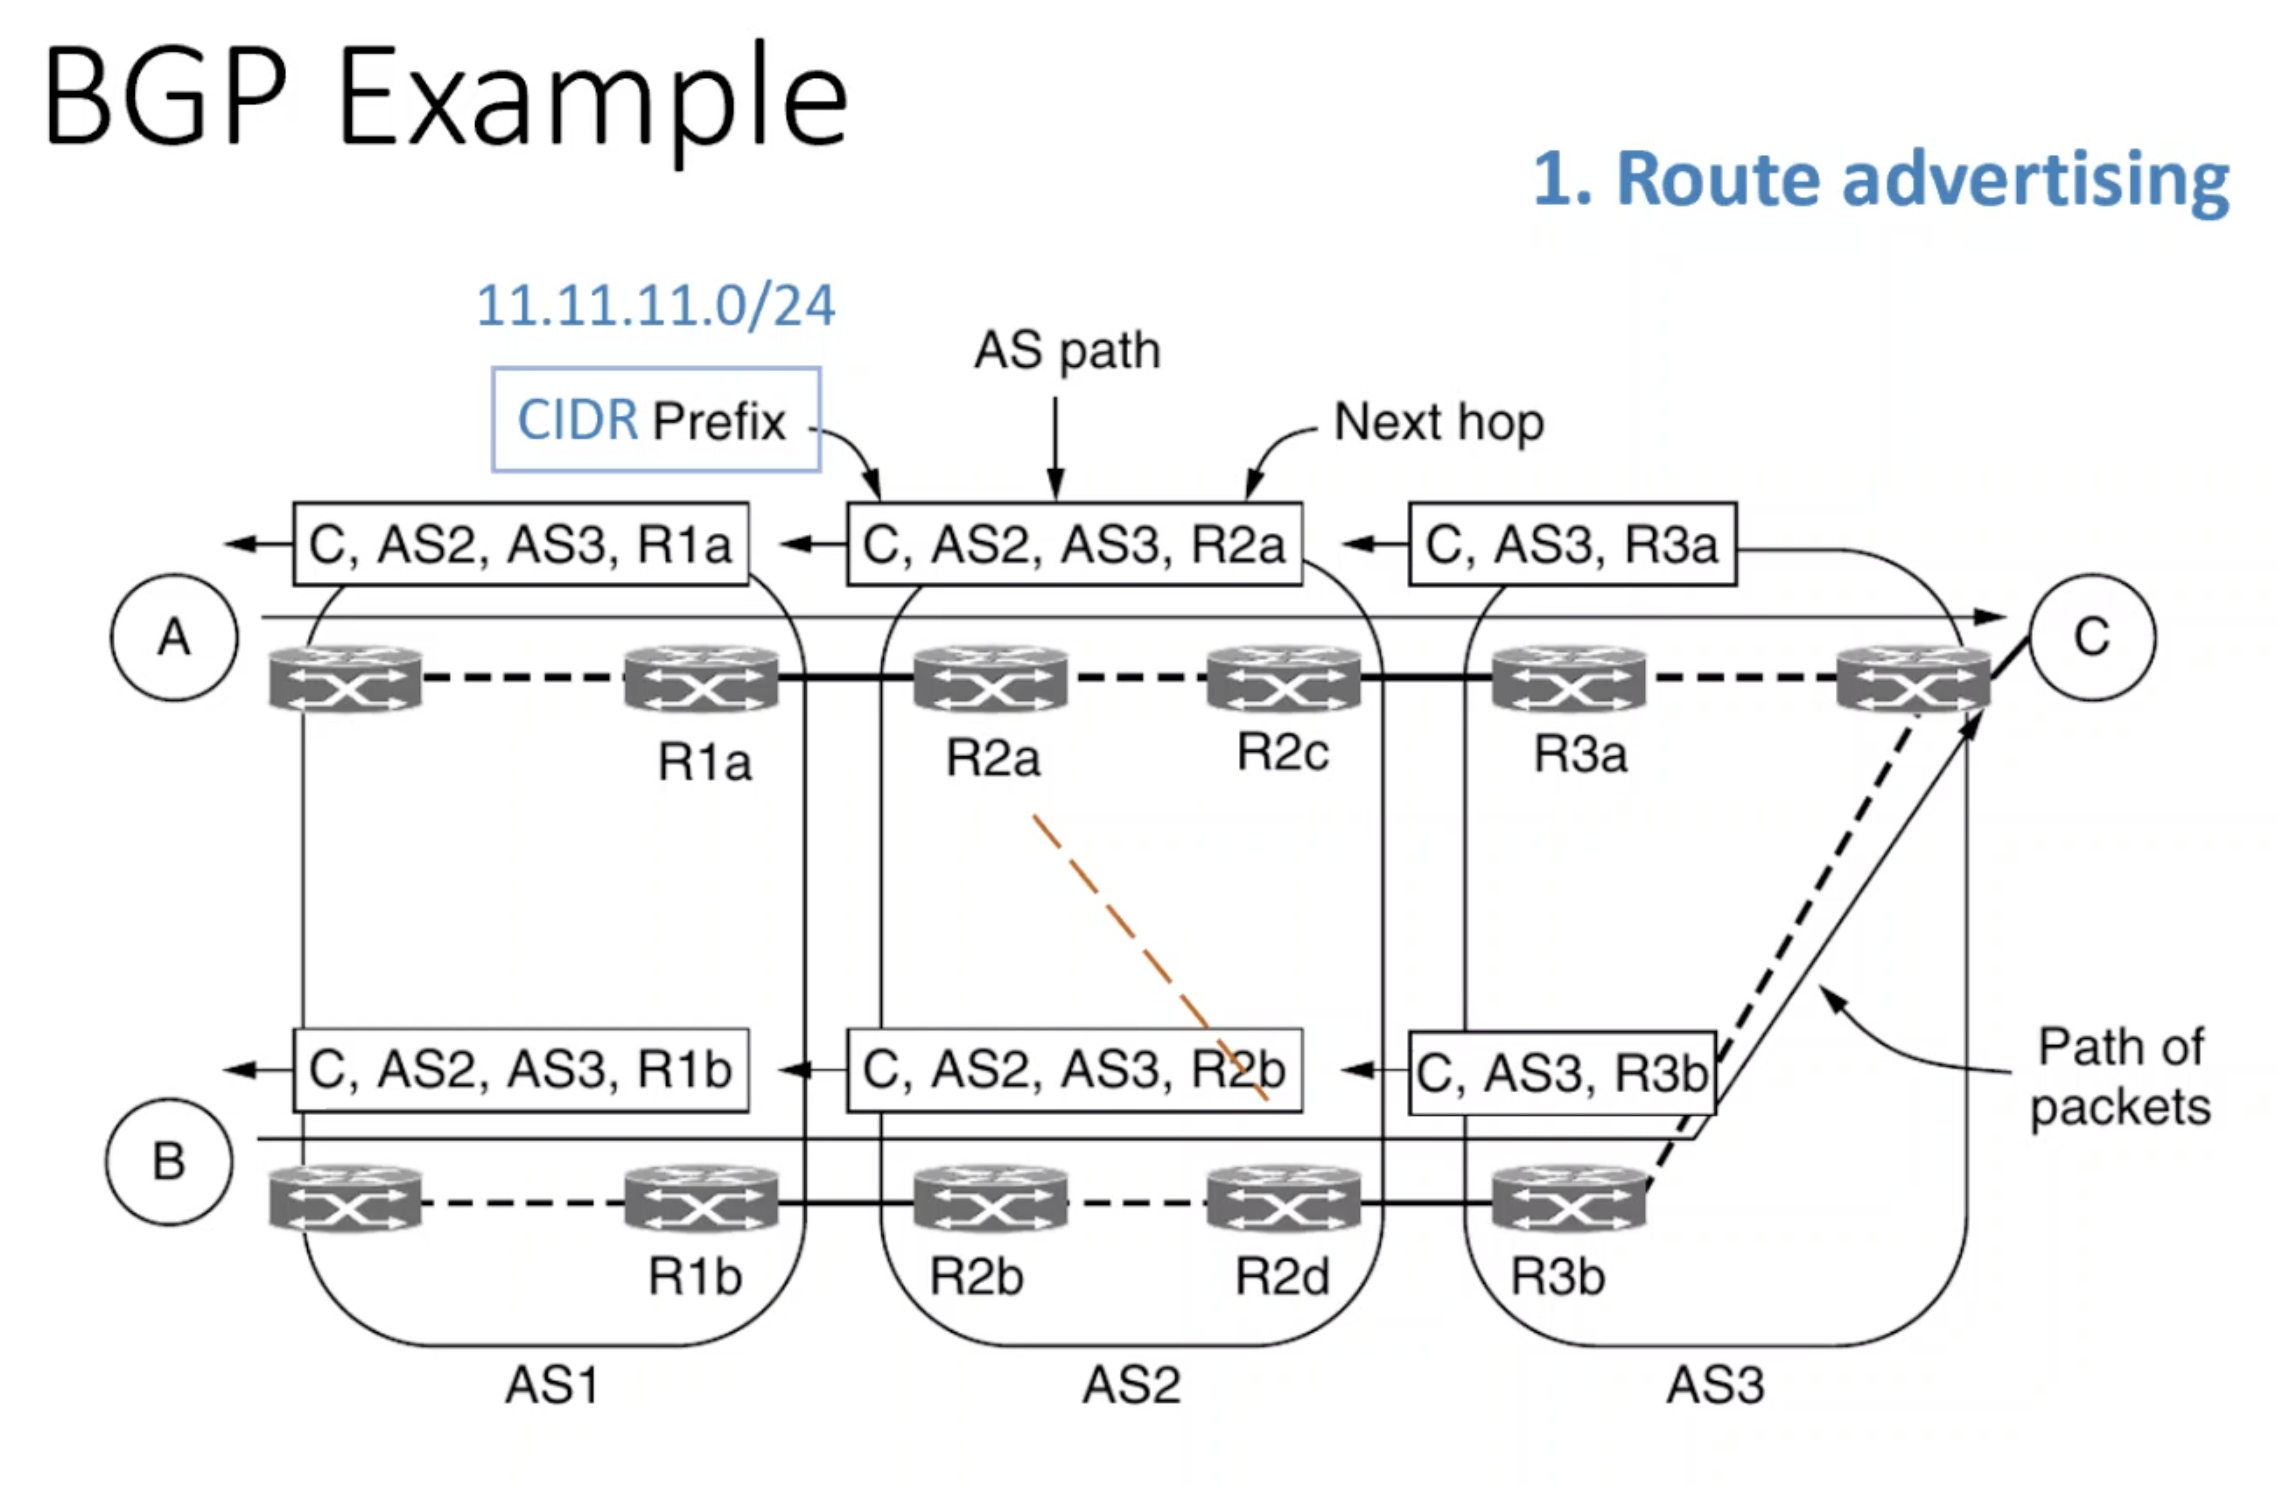 BGP Example
1. Route advertising
11.11.11.0/24
AS path
CIDR Prefix
Next hop
C, AS2, AS3, R1a
C, AS2, AS3, R2a
C, AS3, R3a
A
C
R1a
R2a
R2c
R3a
C, AS2, AS3, R1b
C, AS2, AS3, R2b
C, AS3, R3b
Path of
packets
B
R1b
R2b
R2d
R3b
AS1
AS2
AS3